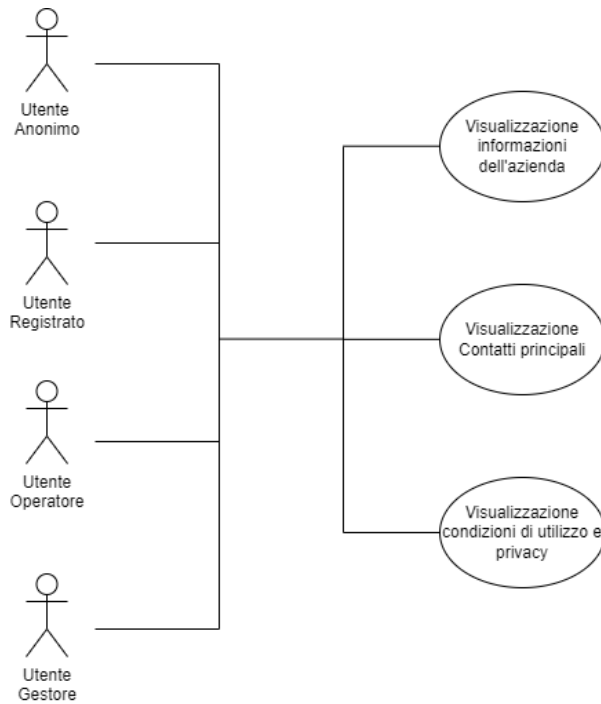 Utente
Anonimo
Utente
Registrato
Utente
Operatore
Utente
Gestore
Visualizzazione
informazioni
dell'azienda
Visualizzazione
Contatti principali
Visualizzazione
condizioni di utilizzo e
privacy